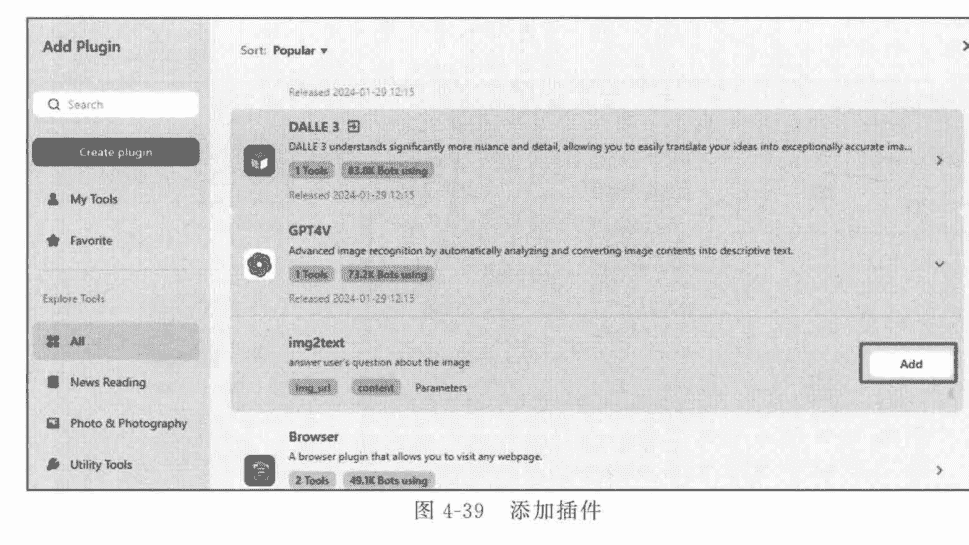 Add Plugin
Sort: Popular ▾
Search
Create plugin
My Tools
Favorite
Explore Tools
All
News Reading
Photo & Photography
Utility Tools
Released 2024-01-29 12:15
DALLE 3
DALLE 3 understands significantly more nuance and detail, allowing you to easily translate your ideas into exceptionally accurate ima...
1 Tools 83.8K Bots using
Released 2024-01-29 12:15
GPT4V
Advanced image recognition by automatically analyzing and converting image contents into descriptive text.
1 Tools 73.2K Bots using
Released 2024-01-29 12:15
img2text
answer user's question about the image
Add
img_url content Parameters
Browser
A browser plugin that allows you to visit any webpage.
2 Tools 49.1K Bots using
图 4-39 添加插件